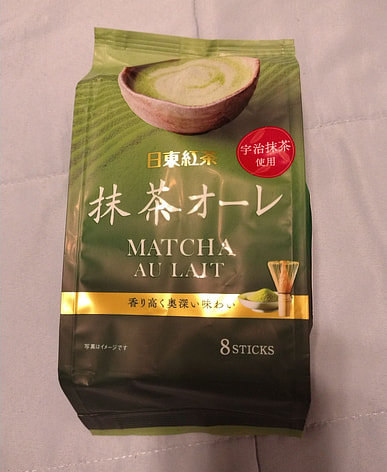 日東紅茶
宇治抹茶
使用
抹茶オーレ
MATCHA
AU LAIT
香り高く奥深い味わい
写真はイメージです
8 STICKS